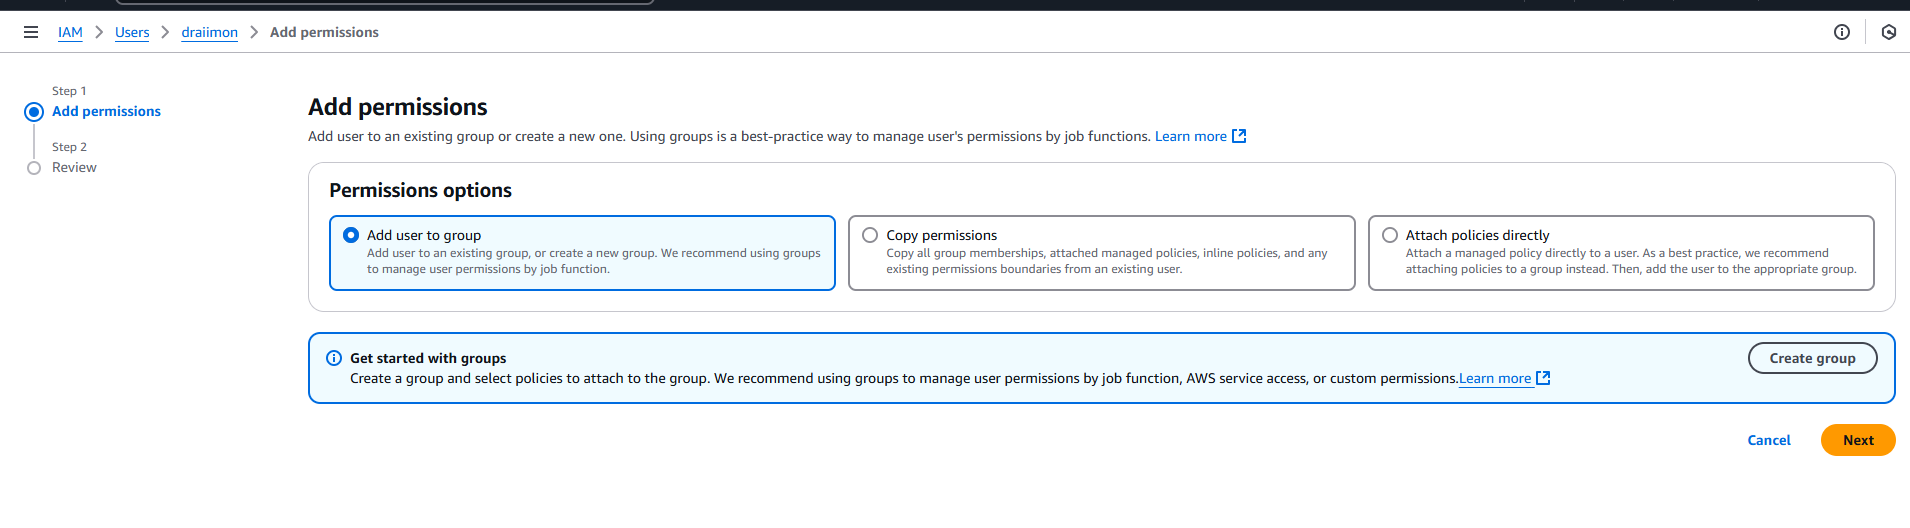 IAM > Users > draiimon > Add permissions
Step 1
Add permissions
Step 2
Review
Add permissions
Add user to an existing group or create a new one. Using groups is a best-practice way to manage user's permissions by job functions. Learn more
Permissions options
Add user to group
Add user to an existing group, or create a new group. We recommend using groups
to manage user permissions by job function.
Copy permissions
Copy all group memberships, attached managed policies, inline policies, and any
existing permissions boundaries from an existing user.
Attach policies directly
Attach a managed policy directly to a user. As a best practice, we recommend
attaching policies to a group instead. Then, add the user to the appropriate group.
Get started with groups
Create a group and select policies to attach to the group. We recommend using groups to manage user permissions by job function, AWS service access, or custom permissions.Learn more
Create group
Cancel
Next